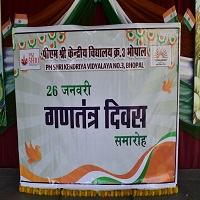 पीएम श्री केन्द्रीय विद्यालय क्र.3 भोपाल
PM SHRI KENDRIYA VIDYALAYA NO.3, BHOPAL
26 जनवरी
गणतंत्र दिवस
समारोह